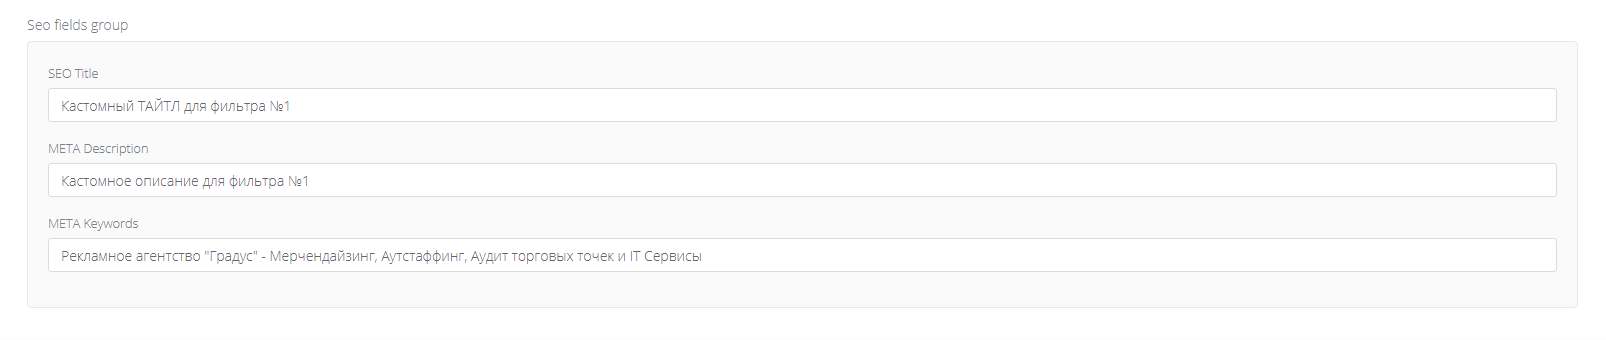 Seo fields group
SEO Title
Кастомный ТАЙТЛ для фильтра №1
META Description
Кастомное описание для фильтра №1
META Keywords
Рекламное агентство "Градус" - Мерчендайзинг, Аутстаффинг, Аудит торговых точек и IT Сервисы